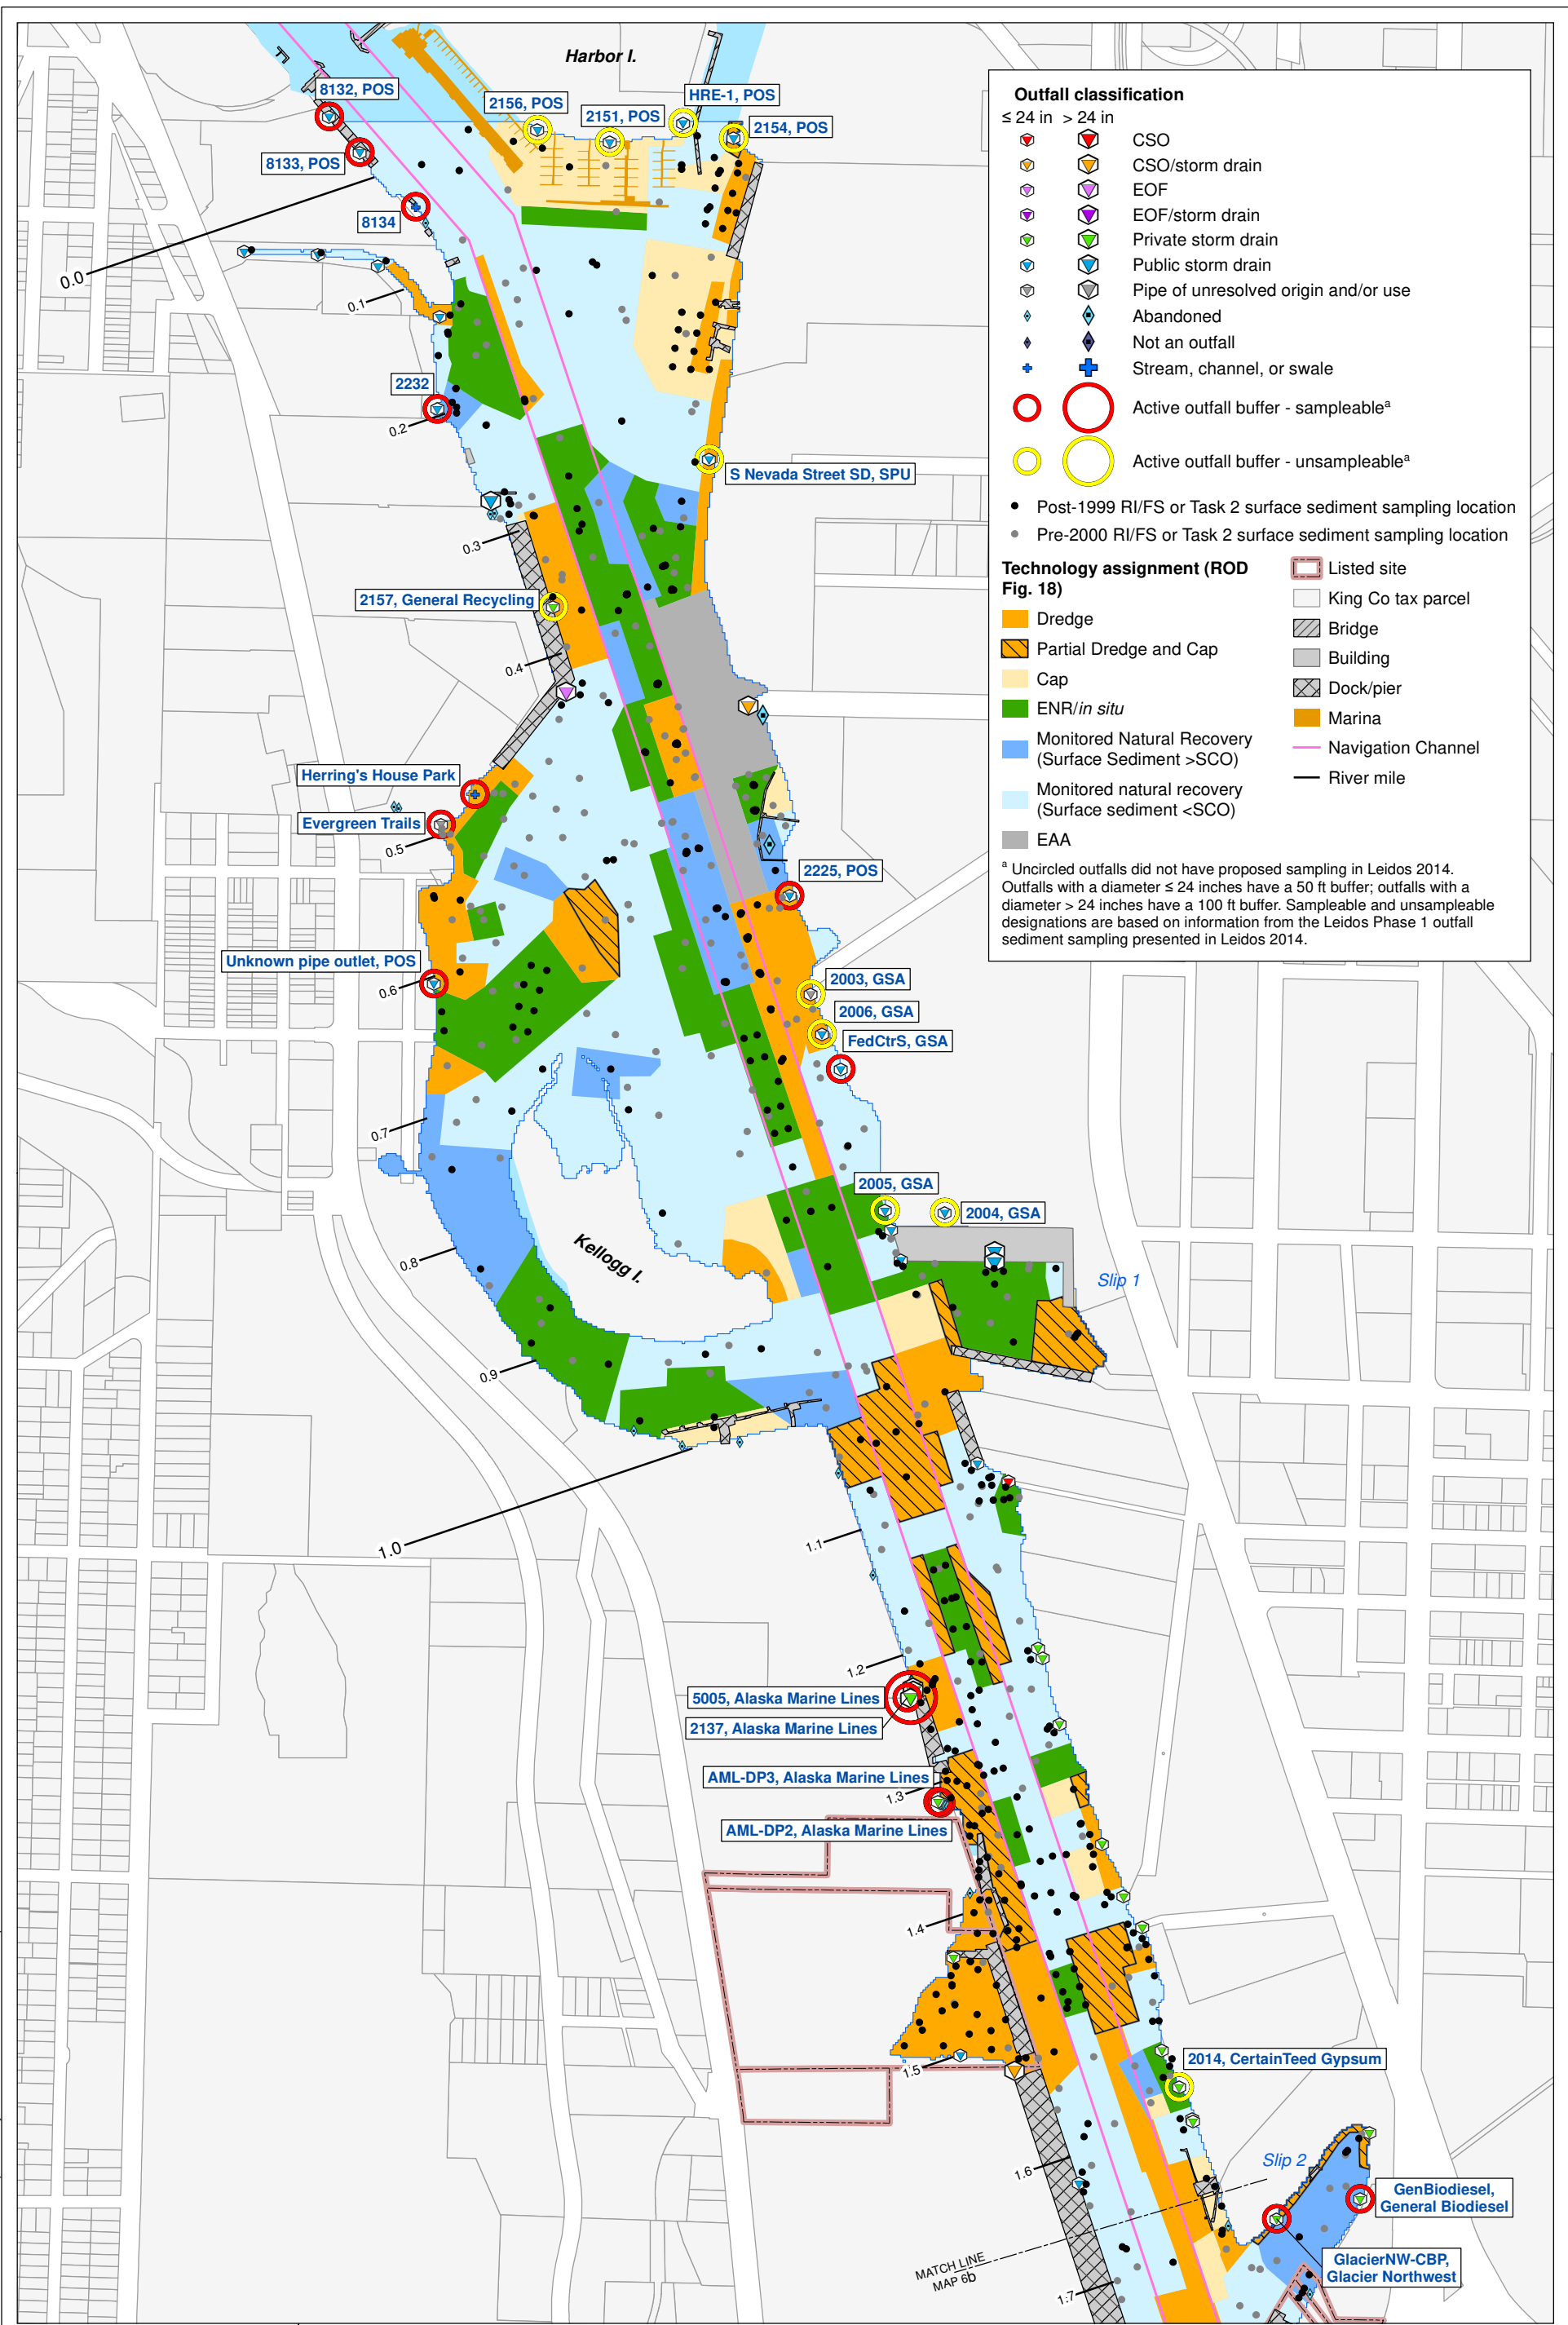 Harbor I.
8132, POS
2156, POS
2151, POS
HRE-1, POS
2154, POS
8133, POS
8134
0.0
0.1
2232
0.2
S Nevada Street SD, SPU
0.3
2157, General Recycling
0.4
Herring's House Park
Evergreen Trails
0.5
2225, POS
Unknown pipe outlet, POS
0.6
2003, GSA
2006, GSA
FedCtrS, GSA
0.7
2005, GSA
2004, GSA
Kellogg I.
0.8
Slip 1
0.9
1.0
1.1
1.2
5005, Alaska Marine Lines
2137, Alaska Marine Lines
AML-DP3, Alaska Marine Lines
1.3
AML-DP2, Alaska Marine Lines
1.4
1.5
2014, CertainTeed Gypsum
1.6
Slip 2
GenBiodiesel,
General Biodiesel
GlacierNW-CBP,
Glacier Northwest
MATCH LINE
MAP 6b
1.7
Outfall classification
≤ 24 in > 24 in
CSO
CSO/storm drain
EOF
EOF/storm drain
Private storm drain
Public storm drain
Pipe of unresolved origin and/or use
Abandoned
Not an outfall
Stream, channel, or swale
Active outfall buffer - sampleableᵃ
Active outfall buffer - unsampleableᵃ
Post-1999 RI/FS or Task 2 surface sediment sampling location
Pre-2000 RI/FS or Task 2 surface sediment sampling location
Technology assignment (ROD
Fig. 18)
Dredge
Partial Dredge and Cap
Cap
ENR/in situ
Monitored Natural Recovery
(Surface Sediment >SCO)
Monitored natural recovery
(Surface sediment <SCO)
EAA
Listed site
King Co tax parcel
Bridge
Building
Dock/pier
Marina
Navigation Channel
River mile
ᵃ Uncircled outfalls did not have proposed sampling in Leidos 2014.
Outfalls with a diameter ≤ 24 inches have a 50 ft buffer; outfalls with a
diameter > 24 inches have a 100 ft buffer. Sampleable and unsampleable
designations are based on information from the Leidos Phase 1 outfall
sediment sampling presented in Leidos 2014.